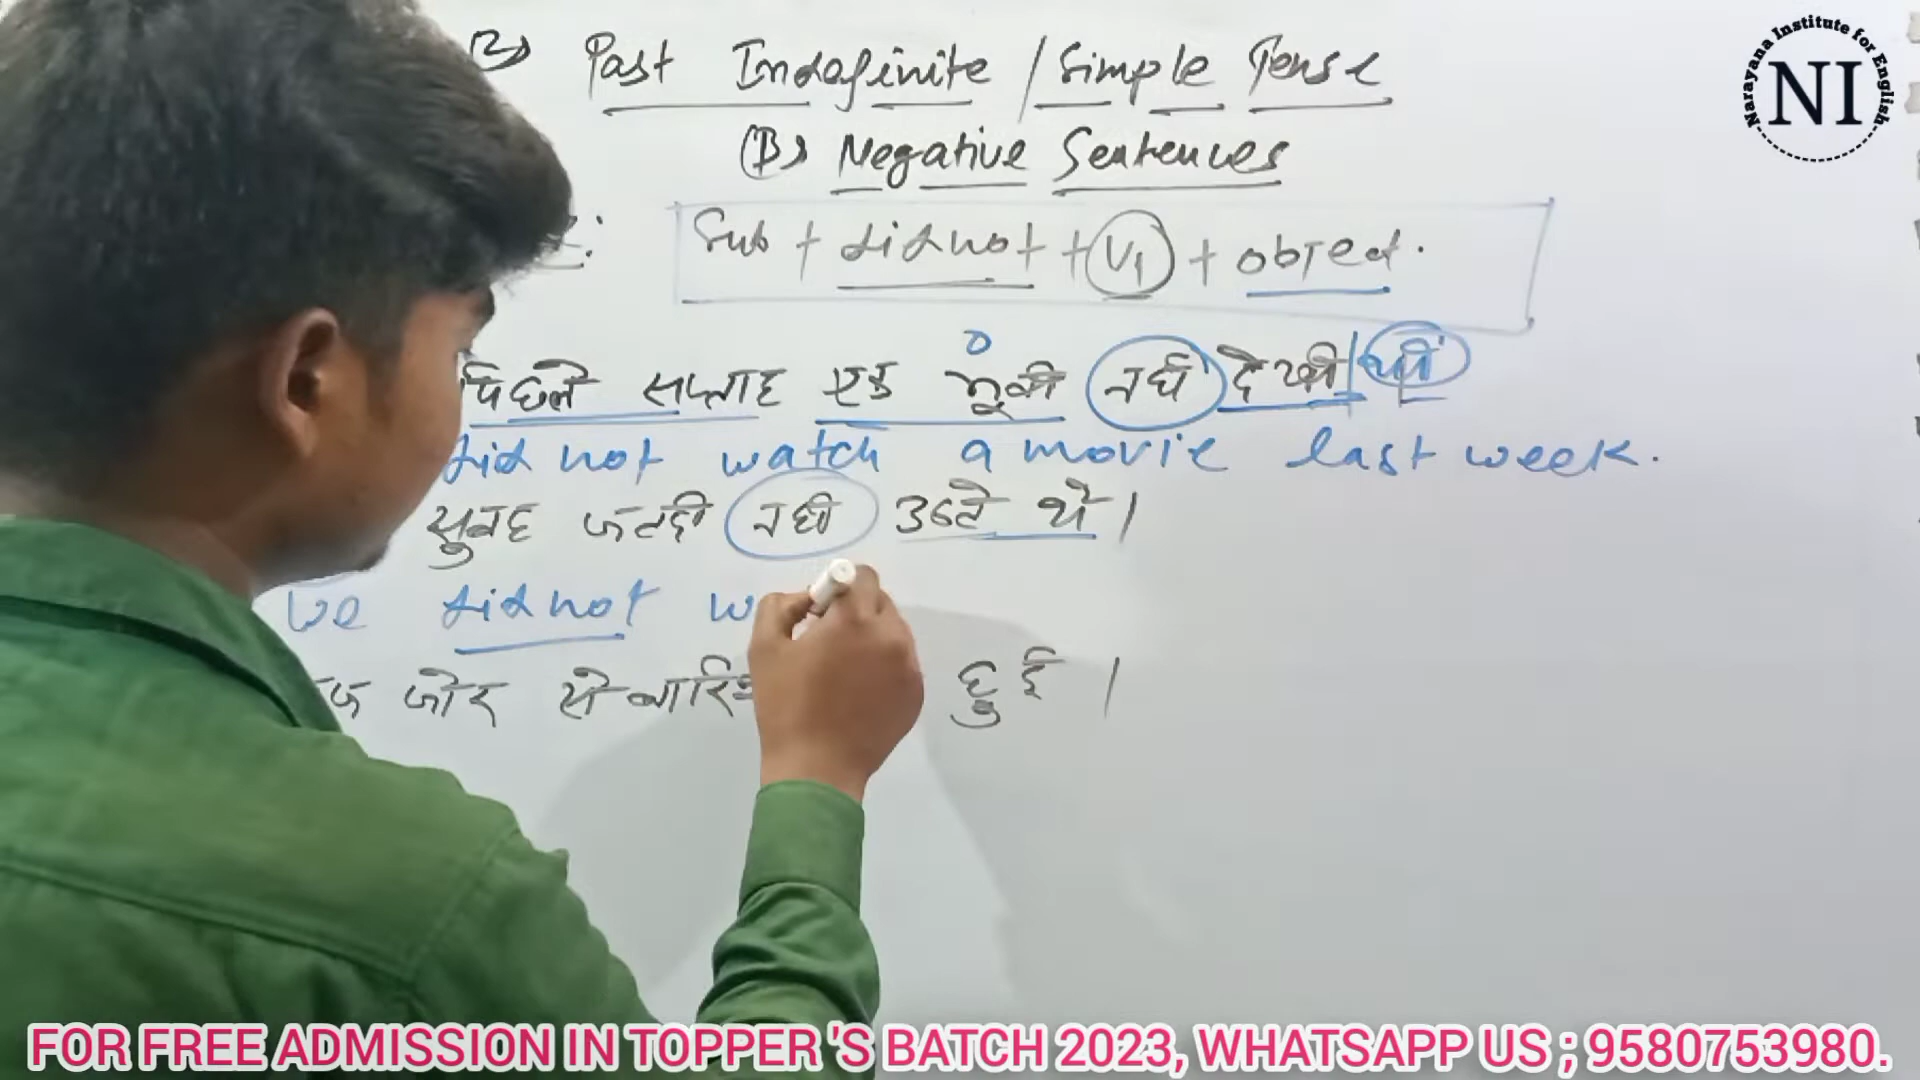 2) Past Indefinite / Simple Tense
(B) Negative Sentences
Sub + did not + V1 + object.
पिछले सप्ताह एक मूवी नहीं देखी थी
did not watch a movie last week.
सुबह जल्दी नहीं उठते थे।
we did not w
जोर से बारिश हुई।
Narayana Institute for English
NI
FOR FREE ADMISSION IN TOPPER 'S BATCH 2023, WHATSAPP US ; 9580753980.